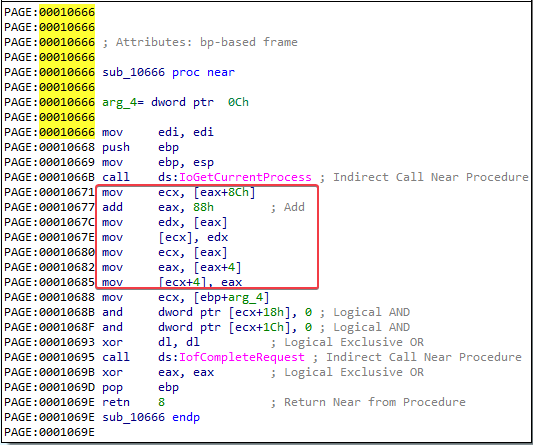 PAGE:00010666
PAGE:00010666
PAGE:00010666 ; Attributes: bp-based frame
PAGE:00010666
PAGE:00010666 sub_10666 proc near
PAGE:00010666
PAGE:00010666 arg_4= dword ptr  0Ch
PAGE:00010666
PAGE:00010666 mov     edi, edi
PAGE:00010668 push    ebp
PAGE:00010669 mov     ebp, esp
PAGE:0001066B call    ds:IoGetCurrentProcess ; Indirect Call Near Procedure
PAGE:00010671 mov     ecx, [eax+8Ch]
PAGE:00010677 add     eax, 88h        ; Add
PAGE:0001067C mov     edx, [eax]
PAGE:0001067E mov     [ecx], edx
PAGE:00010680 mov     ecx, [eax]
PAGE:00010682 mov     eax, [eax+4]
PAGE:00010685 mov     [ecx+4], eax
PAGE:00010688 mov     ecx, [ebp+arg_4]
PAGE:0001068B and     dword ptr [ecx+18h], 0 ; Logical AND
PAGE:0001068F and     dword ptr [ecx+1Ch], 0 ; Logical AND
PAGE:00010693 xor     dl, dl          ; Logical Exclusive OR
PAGE:00010695 call    ds:IofCompleteRequest ; Indirect Call Near Procedure
PAGE:0001069B xor     eax, eax        ; Logical Exclusive OR
PAGE:0001069D pop     ebp
PAGE:0001069E retn    8               ; Return Near from Procedure
PAGE:0001069E sub_10666 endp
PAGE:0001069E